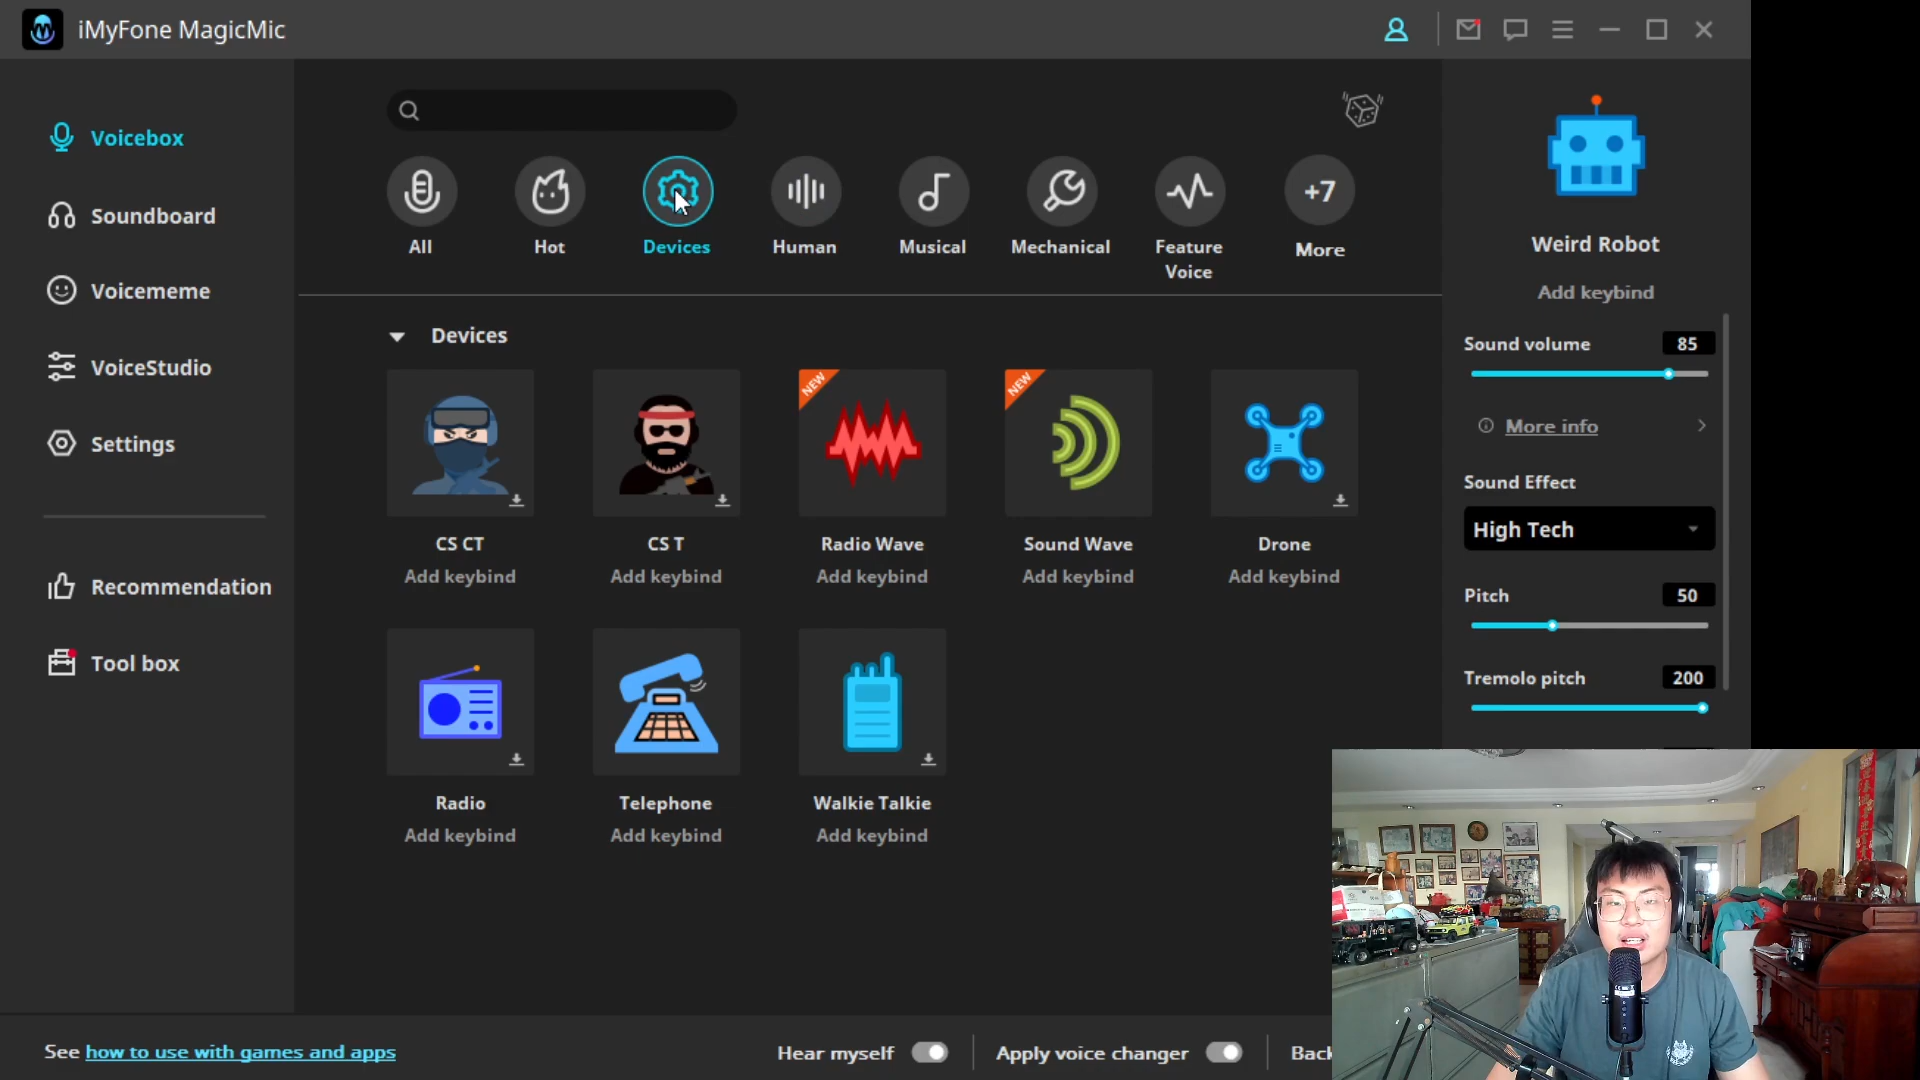 iMyFone MagicMic
Voicebox
Soundboard
Voicememe
VoiceStudio
Settings
Recommendation
Tool box
All
Hot
Devices
Human
Musical
Mechanical
Feature
Voice
+7
More
Devices
CS CT
Add keybind
CS T
Add keybind
NEW
Radio Wave
Add keybind
NEW
Sound Wave
Add keybind
Drone
Add keybind
Radio
Add keybind
Telephone
Add keybind
Walkie Talkie
Add keybind
Weird Robot
Add keybind
Sound volume 85
More info
Sound Effect
High Tech
Pitch 50
Tremolo pitch 200
See how to use with games and apps
Hear myself
Apply voice changer
Back